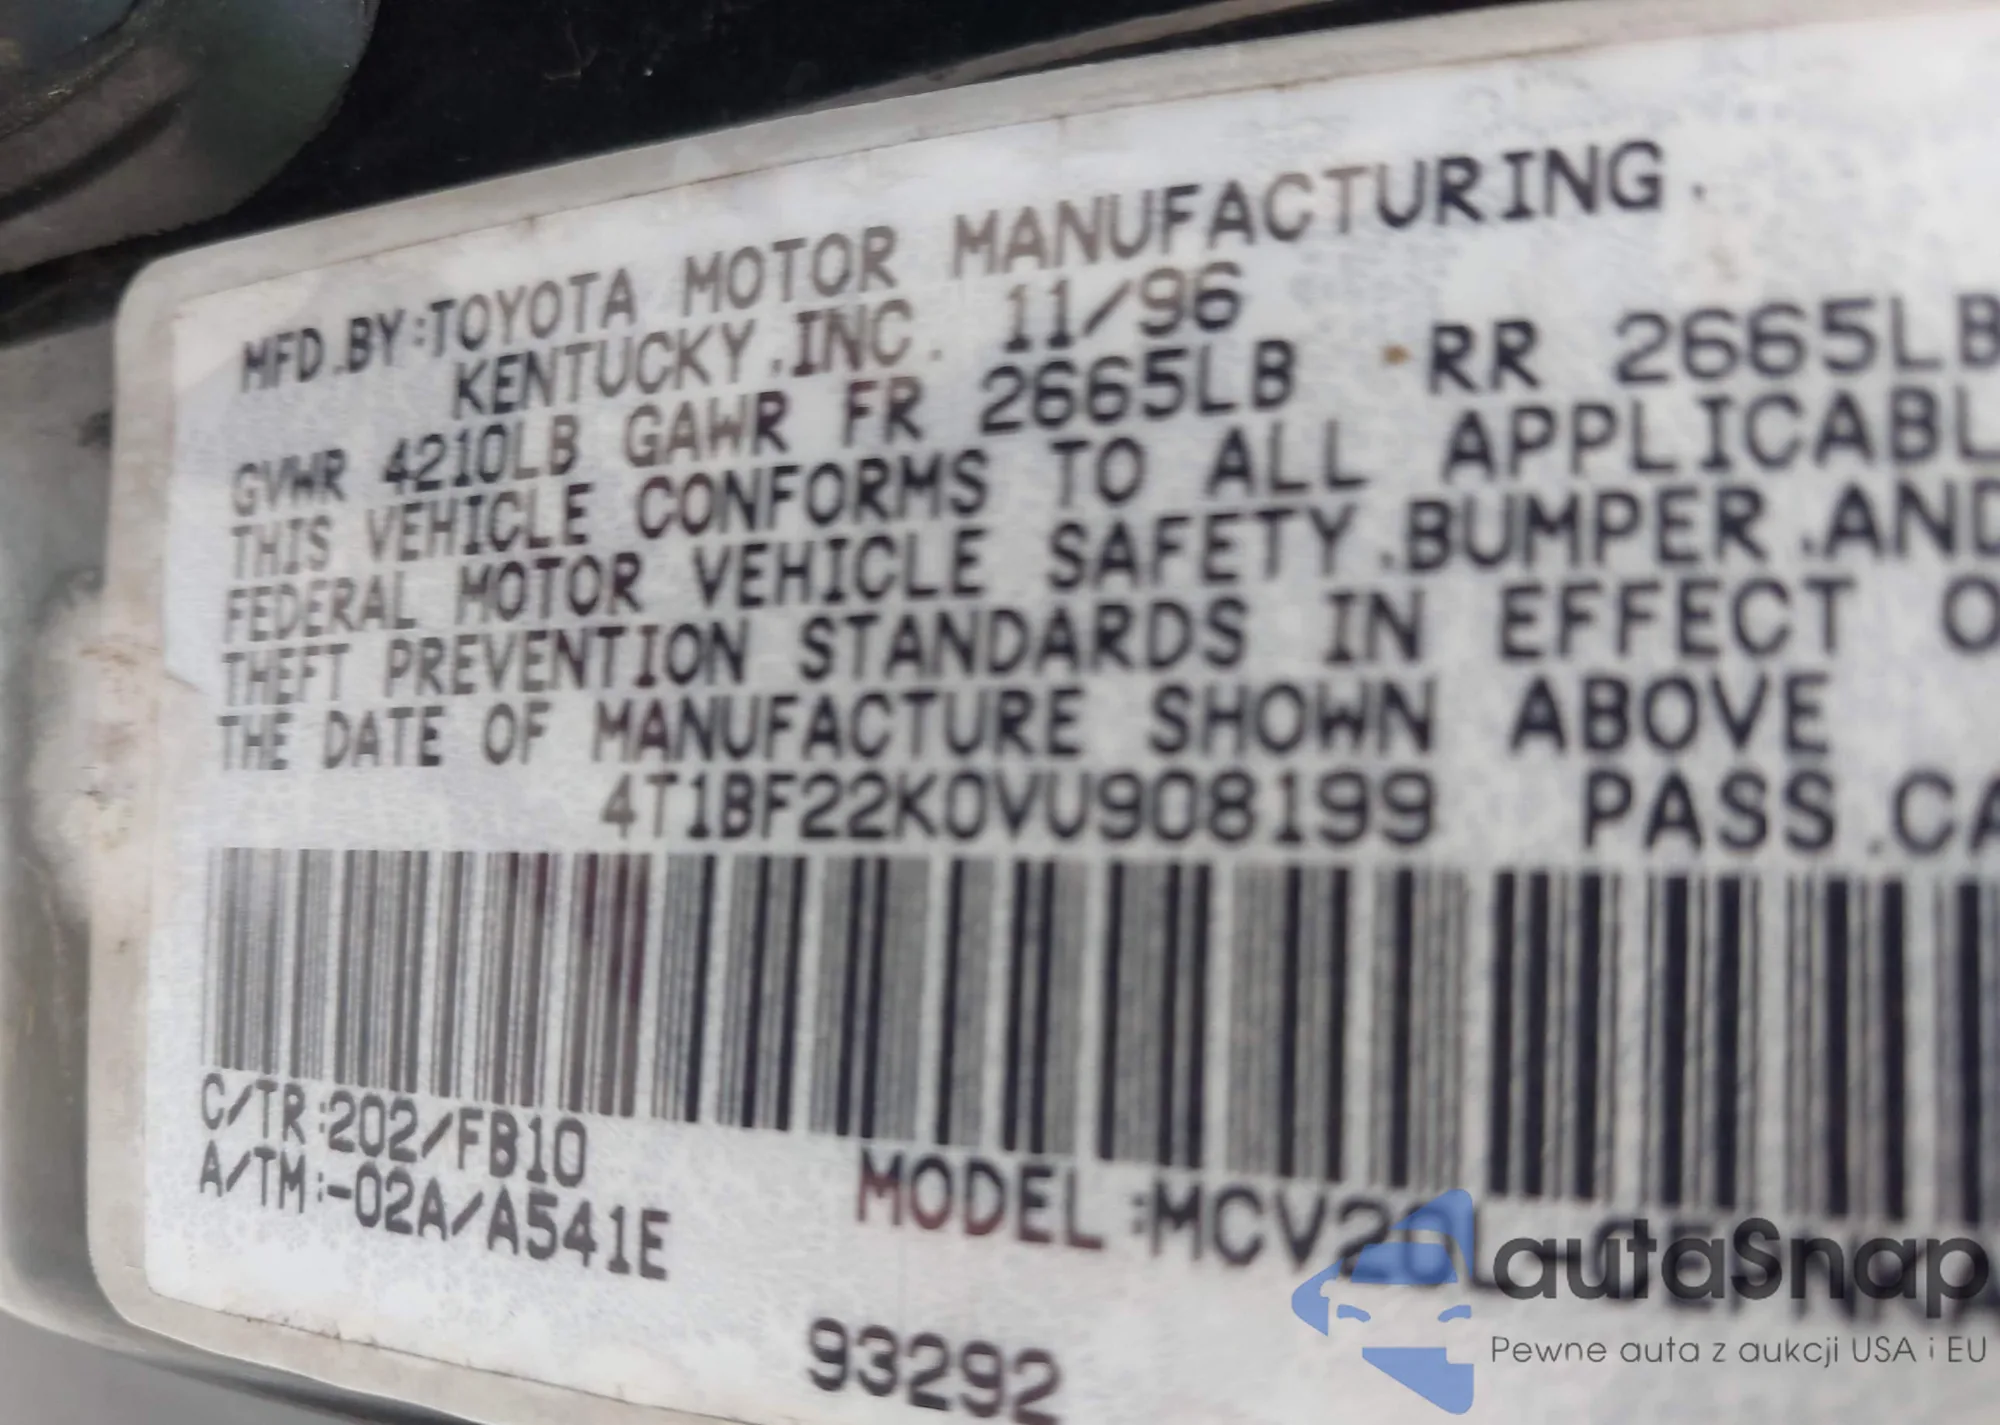 MFD.BY:TOYOTA MOTOR MANUFACTURING.
KENTUCKY.INC. 11/96
GVWR 4210LB GAWR FR 2665LB RR 2665LB
THIS VEHICLE CONFORMS TO ALL APPLICABL
FEDERAL MOTOR VEHICLE SAFETY.BUMPER.AND
THEFT PREVENTION STANDARDS IN EFFECT O
THE DATE OF MANUFACTURE SHOWN ABOVE
4T1BF22K0VU908199 PASS.CA
C/TR:202/FB10
A/TM:-02A/A541E
MODEL:MCV20L
93292
autaSnap
Pewne auta z aukcji USA i EU